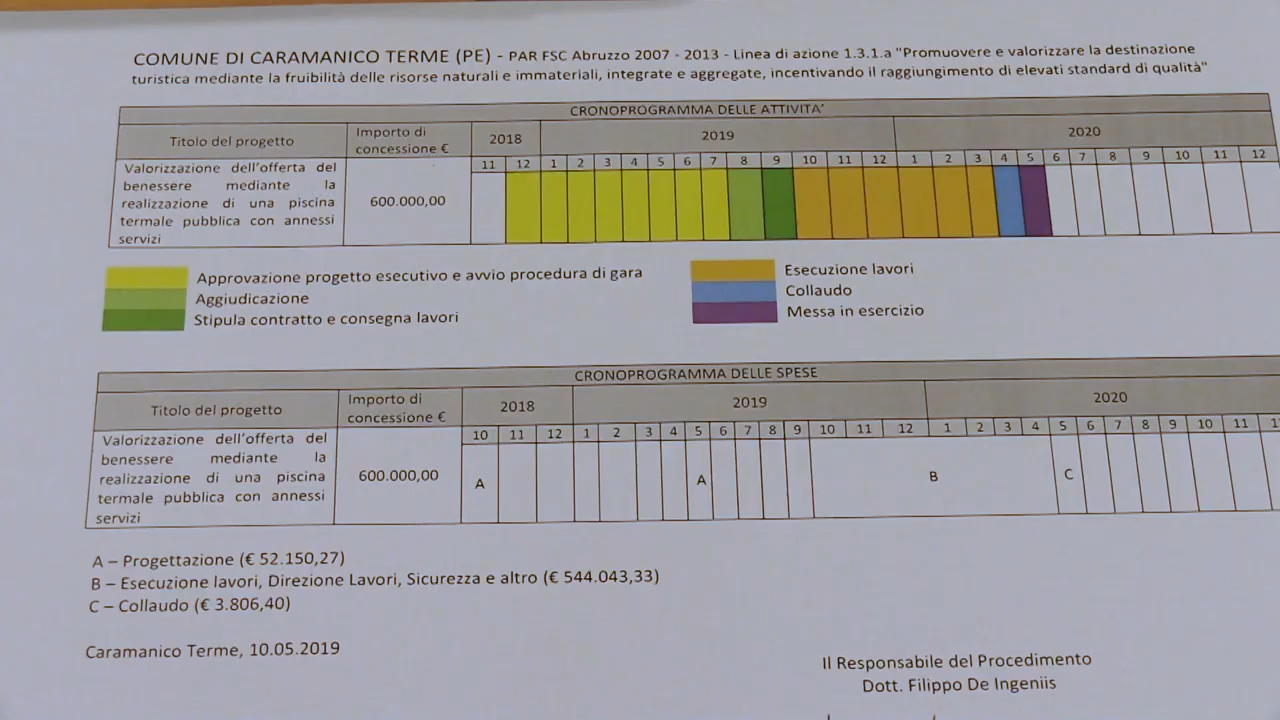 COMUNE DI CARAMANICO TERME (PE) - PAR FSC Abruzzo 2007 - 2013 - Linea di azione 1.3.1.a "Promuovere e valorizzare la destinazione
turistica mediante la fruibilità delle risorse naturali e immateriali, integrate e aggregate, incentivando il raggiungimento di elevati standard di qualità"
CRONOPROGRAMMA DELLE ATTIVITA'
Titolo del progetto
Importo di
concessione €
2018 2019 2020
11 12 1 2 3 4 5 6 7 8 9 10 11 12 1 2 3 4 5 6 7 8 9 10 11 12
Valorizzazione dell'offerta del
benessere mediante la
realizzazione di una piscina
termale pubblica con annessi
servizi
600.000,00
Approvazione progetto esecutivo e avvio procedura di gara
Aggiudicazione
Stipula contratto e consegna lavori
Esecuzione lavori
Collaudo
Messa in esercizio
CRONOPROGRAMMA DELLE SPESE
Titolo del progetto
Importo di
concessione €
2018 2019 2020
10 11 12 1 2 3 4 5 6 7 8 9 10 11 12 1 2 3 4 5 6 7 8 9 10 11
Valorizzazione dell'offerta del
benessere mediante la
realizzazione di una piscina
termale pubblica con annessi
servizi
600.000,00
A A B C
A – Progettazione (€ 52.150,27)
B – Esecuzione lavori, Direzione Lavori, Sicurezza e altro (€ 544.043,33)
C – Collaudo (€ 3.806,40)
Caramanico Terme, 10.05.2019
Il Responsabile del Procedimento
Dott. Filippo De Ingeniis